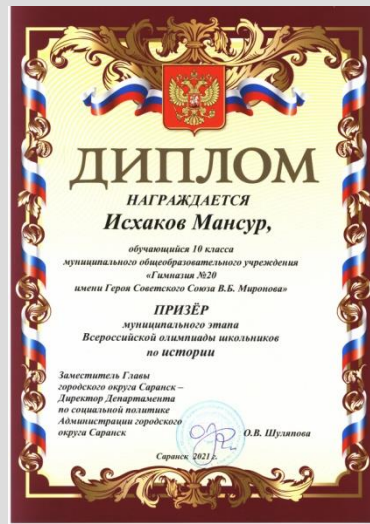 ДИПЛОМ
НАГРАЖДАЕТСЯ
Исхаков Мансур,
обучающийся 10 класса
муниципального общеобразовательного учреждения
«Гимназия №20
имени Героя Советского Союза В.Б. Миронова»
ПРИЗЁР
муниципального этапа
Всероссийской олимпиады школьников
по истории
Заместитель Главы
городского округа Саранск –
Директор Департамента
по социальной политике
Администрации городского
округа Саранск
О.В. Шуляпова
Саранск 2021 г.